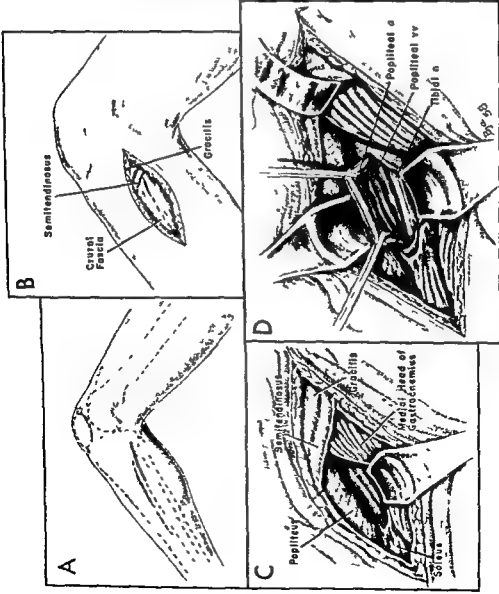 A
B
Semitendinosus
Gracilis
Crural
Fascia
C
Semitendinosus
Gracilis
Popliteus
Medial Head of
Gastrocnemius
Soleus
D
Popliteal a
Popliteal vv
Tibial n